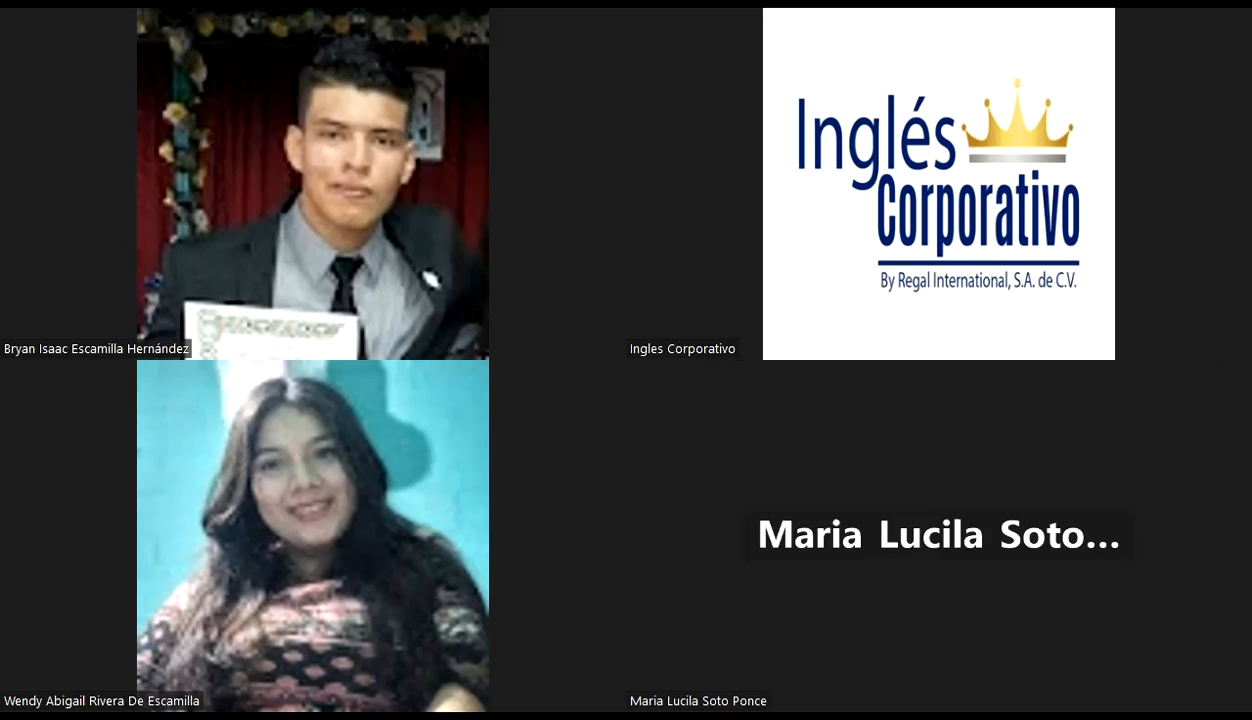 Inglés
Corporativo
By Regal International, S.A. de C.V.
Bryan Isaac Escamilla Hernández
Ingles Corporativo
Maria Lucila Soto...
Wendy Abigail Rivera De Escamilla
Maria Lucila Soto Ponce